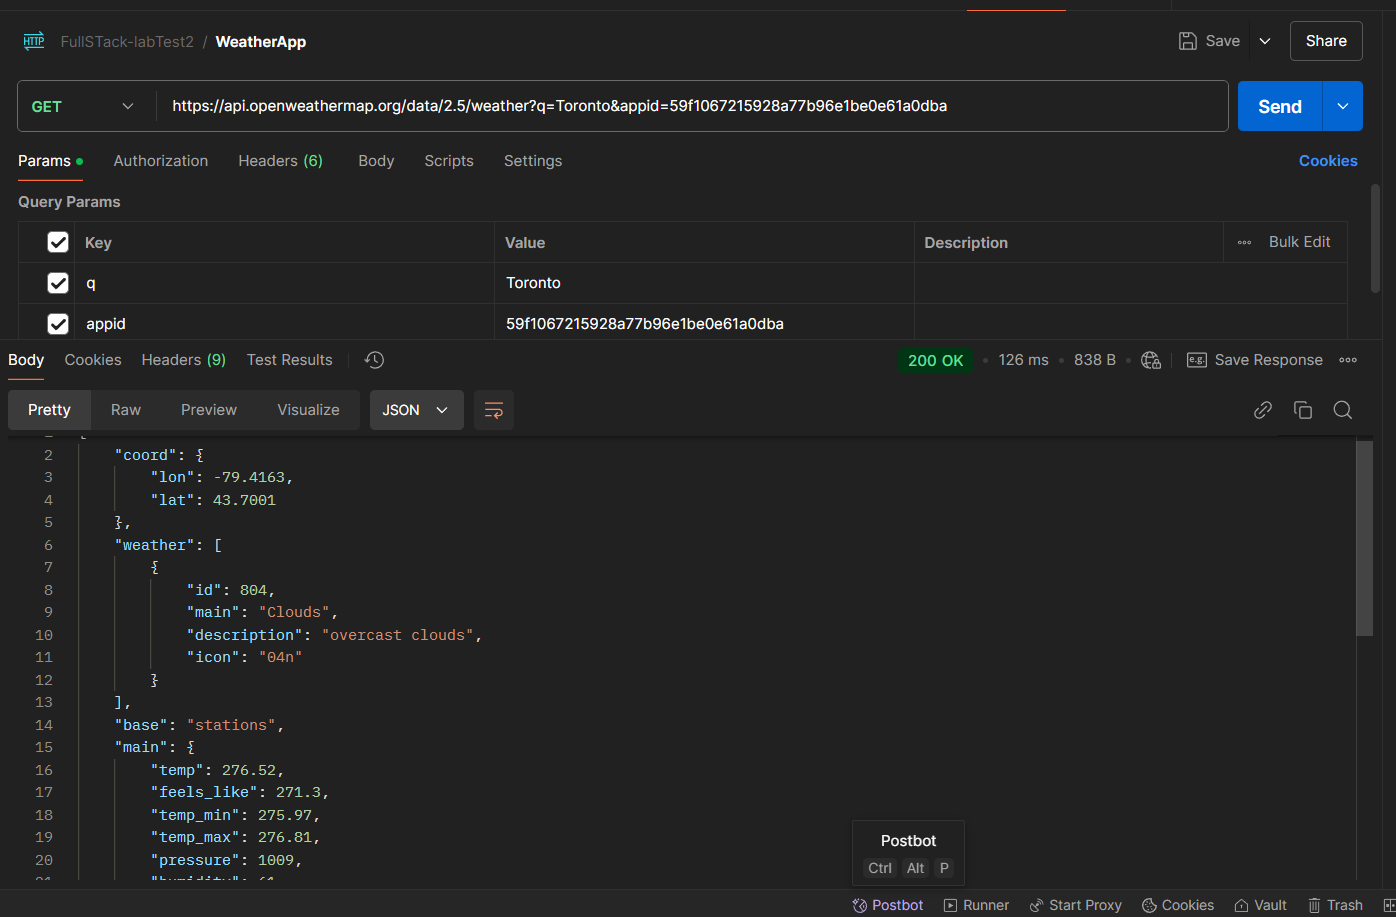 HTTP FullSTack-labTest2 / WeatherApp Save Share
GET https://api.openweathermap.org/data/2.5/weather?q=Toronto&appid=59f1067215928a77b96e1be0e61a0dba Send
Params Authorization Headers (6) Body Scripts Settings Cookies
Query Params
Key Value Description Bulk Edit
q Toronto
appid 59f1067215928a77b96e1be0e61a0dba
Body Cookies Headers (9) Test Results 200 OK 126 ms 838 B e.g. Save Response
Pretty Raw Preview Visualize JSON
2 "coord": {
3 "lon": -79.4163,
4 "lat": 43.7001
5 },
6 "weather": [
7 {
8 "id": 804,
9 "main": "Clouds",
10 "description": "overcast clouds",
11 "icon": "04n"
12 }
13 ],
14 "base": "stations",
15 "main": {
16 "temp": 276.52,
17 "feels_like": 271.3,
18 "temp_min": 275.97,
19 "temp_max": 276.81,
20 "pressure": 1009,
Postbot
Ctrl Alt P
Postbot Runner Start Proxy Cookies Vault Trash